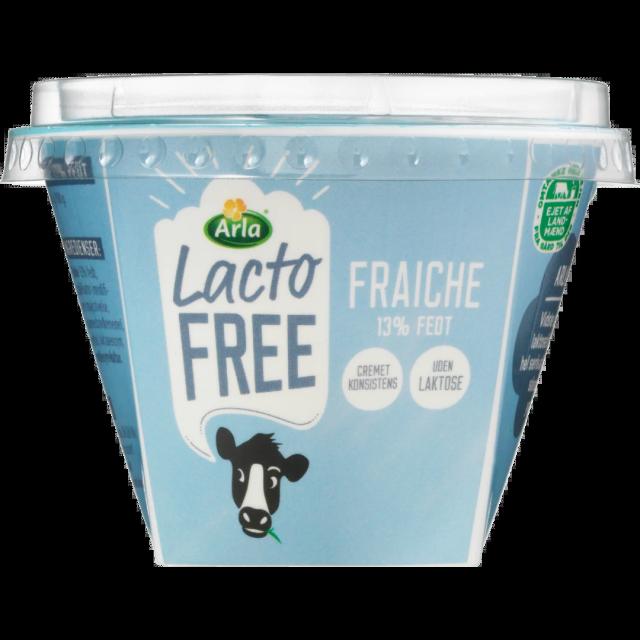 Arla
Lacto
FREE
FRAICHE
13% FEDT
CREMET
KONSISTENS
UDEN
LAKTOSE
EJET AF
LAND-
MÆND